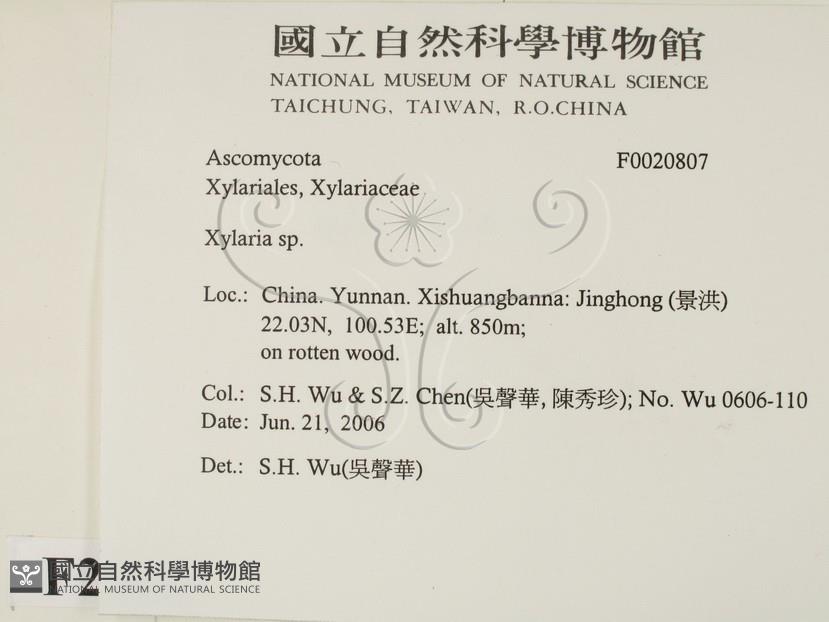 國立自然科學博物館
NATIONAL MUSEUM OF NATURAL SCIENCE
TAICHUNG, TAIWAN, R.O.CHINA
Ascomycota F0020807
Xylariales, Xylariaceae
Xylaria sp.
Loc.: China. Yunnan. Xishuangbanna: Jinghong (景洪)
22.03N, 100.53E; alt. 850m;
on rotten wood.
Col.: S.H. Wu & S.Z. Chen(吳聲華, 陳秀珍); No. Wu 0606-110
Date: Jun. 21, 2006
Det.: S.H. Wu(吳聲華)
F2
國立自然科學博物館
NATIONAL MUSEUM OF NATURAL SCIENCE